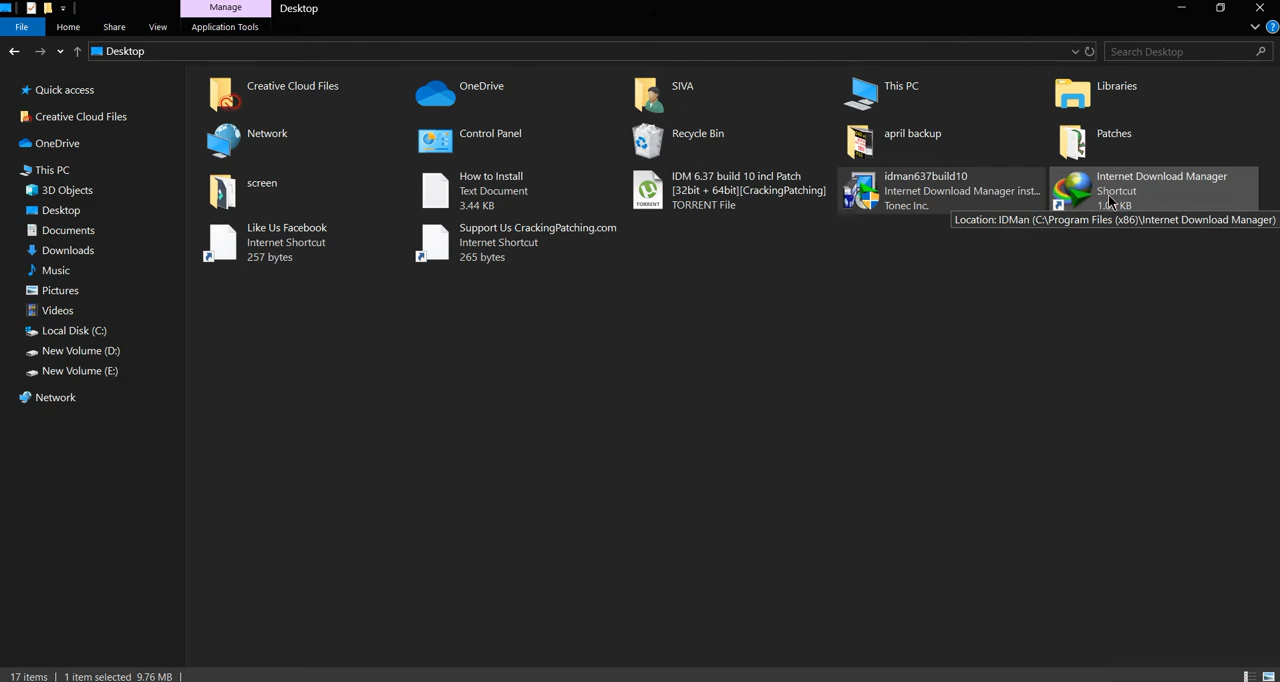 Manage
Desktop
File
Home
Share
View
Application Tools
Desktop
Search Desktop
Quick access
Creative Cloud Files
OneDrive
This PC
3D Objects
Desktop
Documents
Downloads
Music
Pictures
Videos
Local Disk (C:)
New Volume (D:)
New Volume (E:)
Network
Creative Cloud Files
OneDrive
SIVA
This PC
Libraries
Network
Control Panel
Recycle Bin
april backup
Patches
screen
How to Install
Text Document
3.44 KB
IDM 6.37 build 10 incl Patch
[32bit + 64bit][CrackingPatching]
TORRENT File
idman637build10
Internet Download Manager inst...
Tonec Inc.
Internet Download Manager
Shortcut
KB
Location: IDMan (C:\Program Files (x86)\Internet Download Manager)
Like Us Facebook
Internet Shortcut
257 bytes
Support Us CrackingPatching.com
Internet Shortcut
265 bytes
TORRENT
17 items
1 item selected 9.76 MB